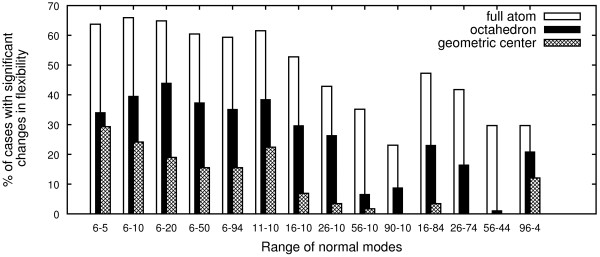 % of cases with significant
changes in flexibility
70
60
50
40
30
20
10
0
full atom
octahedron
geometric center
6-5 6-10 6-20 6-50 6-94 11-10 16-10 26-10 56-10 90-10 16-84 26-74 56-44 96-4
Range of normal modes